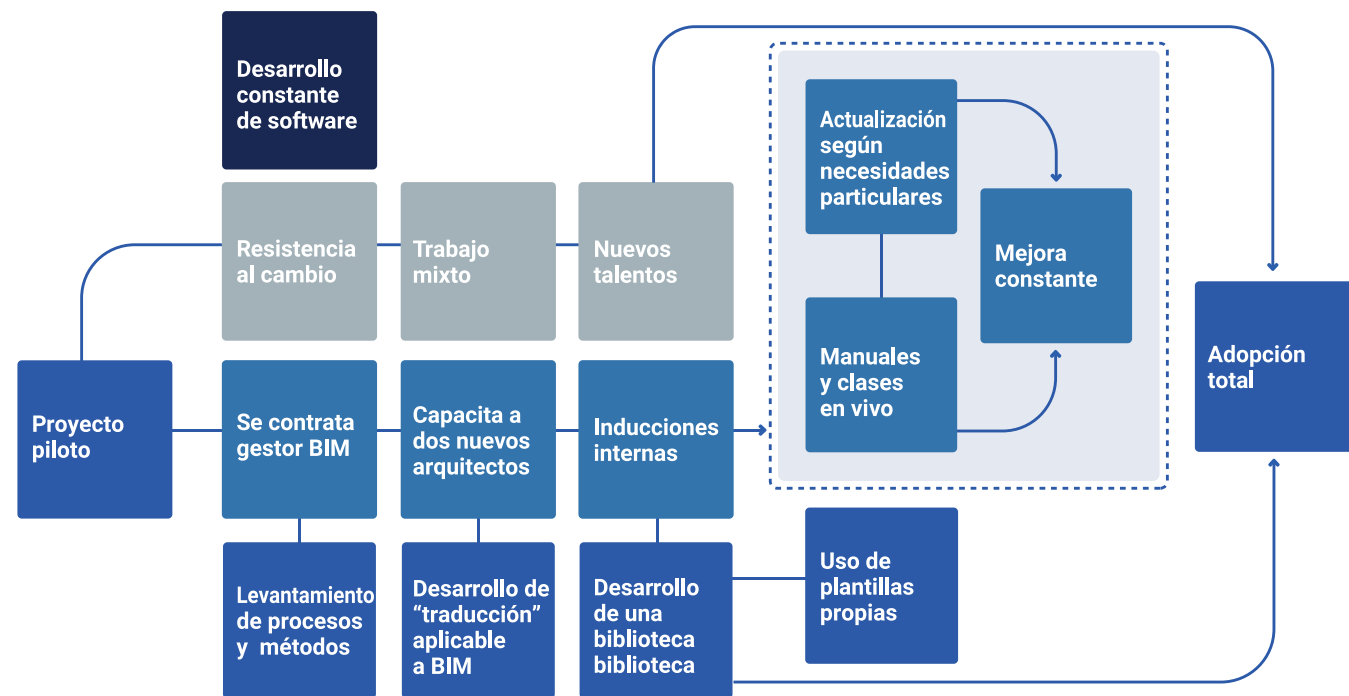 Desarrollo
constante
de software
Resistencia
al cambio
Trabajo
mixto
Nuevos
talentos
Actualización
según
necesidades
particulares
Mejora
constante
Manuales
y clases
en vivo
Adopción
total
Proyecto
piloto
Se contrata
gestor BIM
Capacita a
dos nuevos
arquitectos
Inducciones
internas
Levantamiento
de procesos
y métodos
Desarrollo de
“traducción”
aplicable
a BIM
Desarrollo
de una
biblioteca
biblioteca
Uso de
plantillas
propias